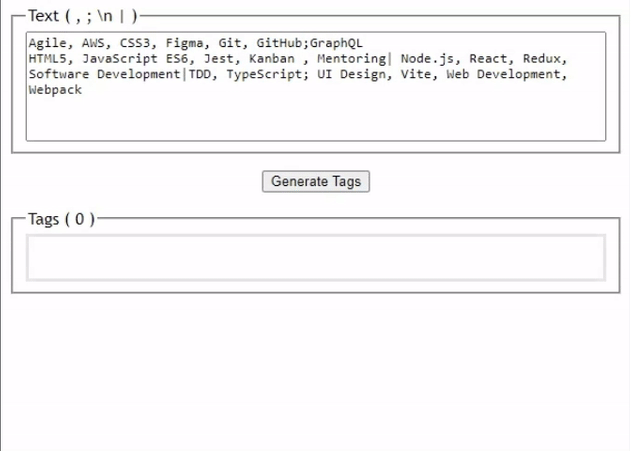 Text ( , ; \n | )
Agile, AWS, CSS3, Figma, Git, GitHub;GraphQL
HTML5, JavaScript ES6, Jest, Kanban , Mentoring| Node.js, React, Redux,
Software Development|TDD, TypeScript; UI Design, Vite, Web Development,
Webpack
Generate Tags
Tags ( 0 )